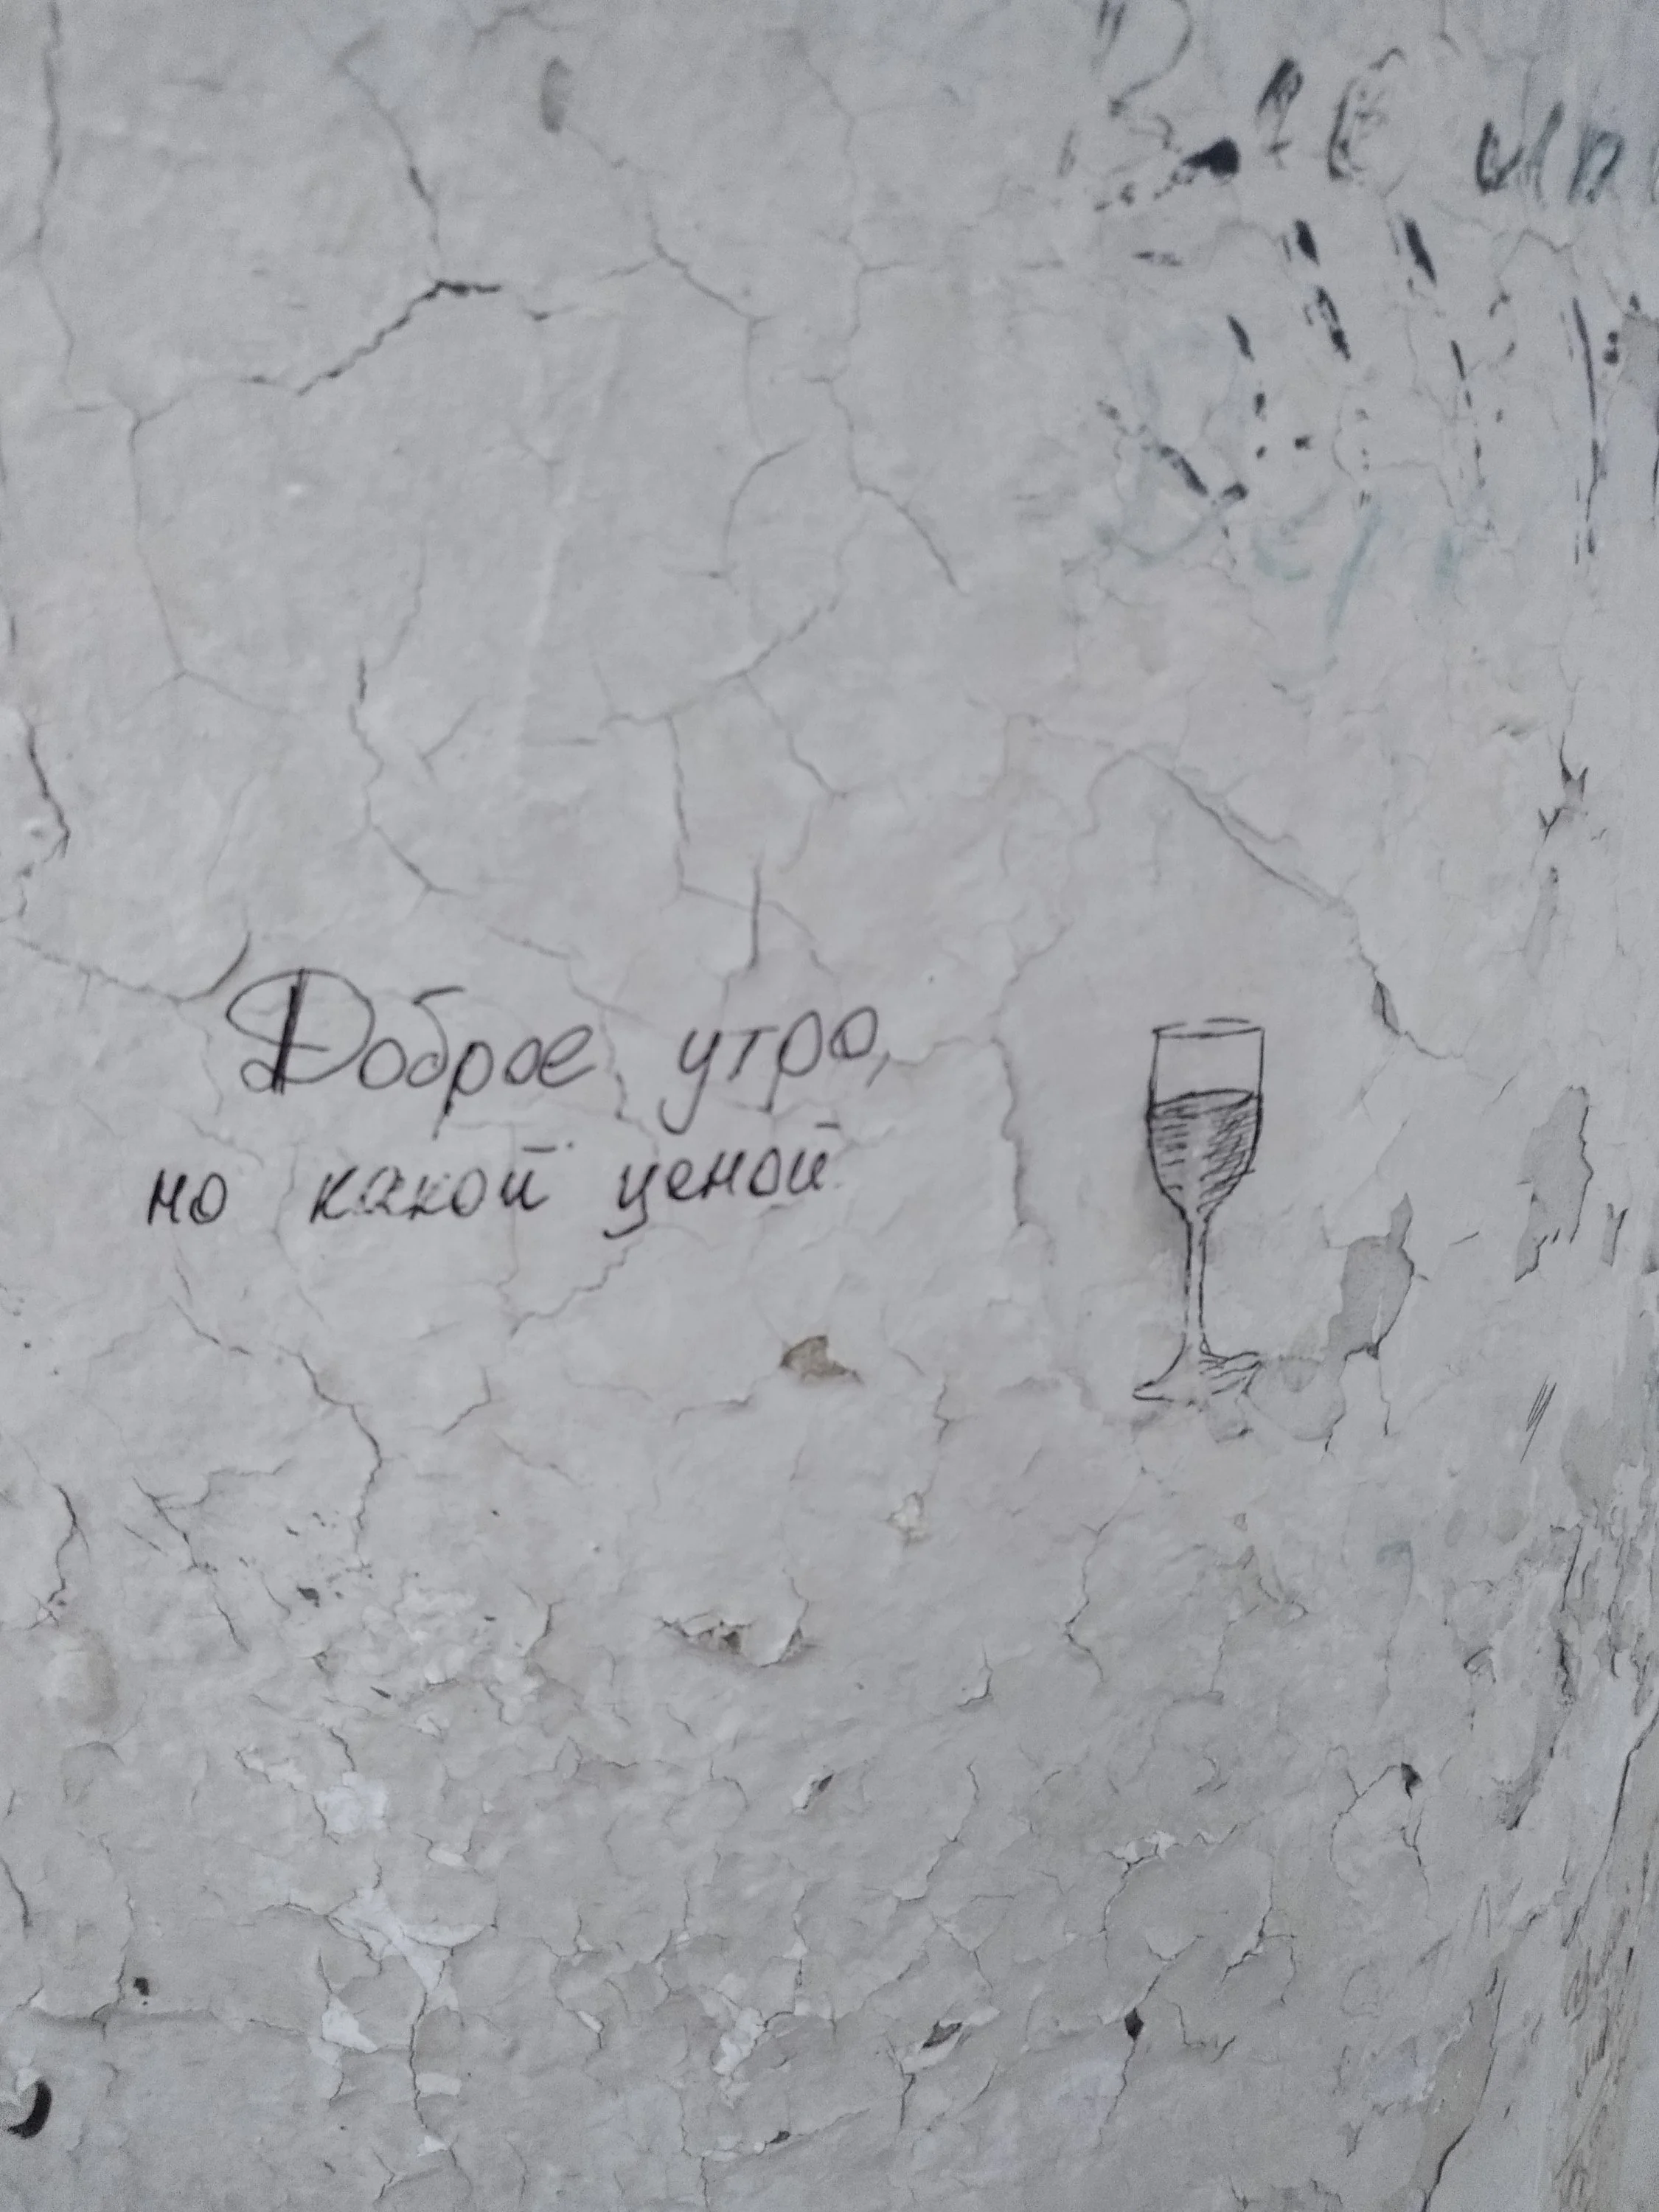 Доброе утро,
но какой ценой